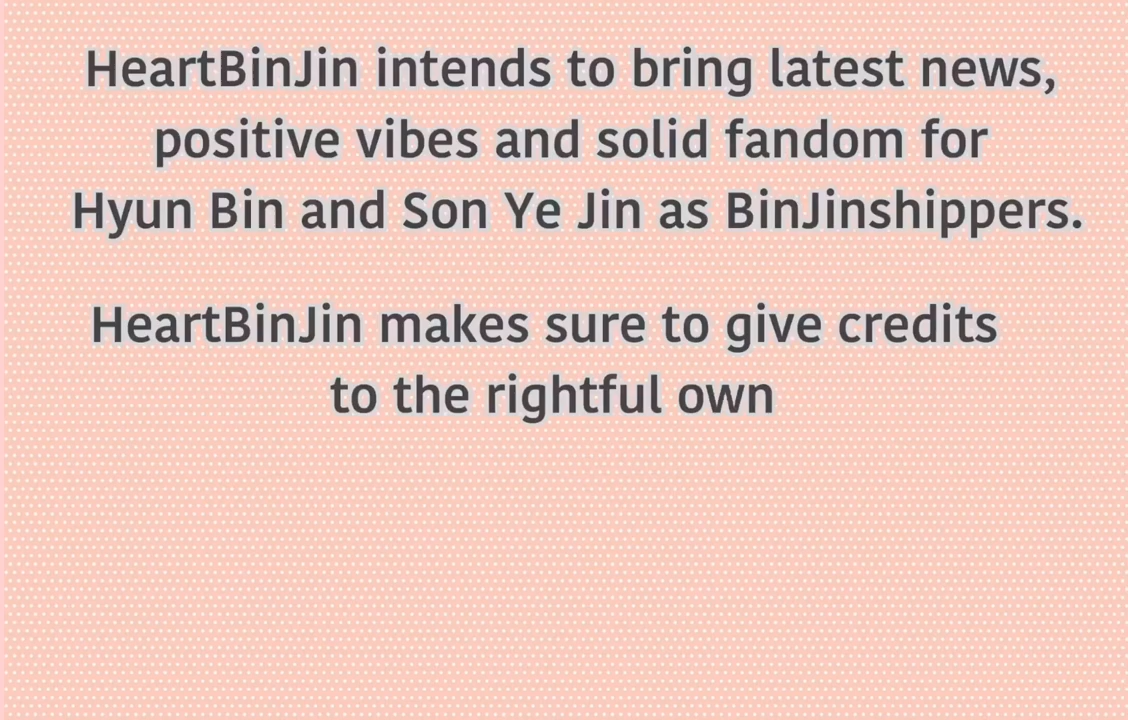 HeartBinJin intends to bring latest news,
positive vibes and solid fandom for
Hyun Bin and Son Ye Jin as BinJinshippers.
HeartBinJin makes sure to give credits
to the rightful own